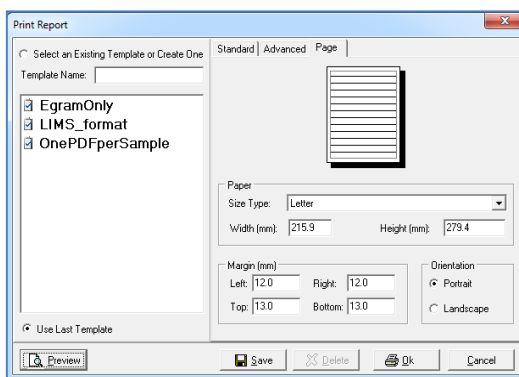 Print Report
Select an Existing Template or Create One
Template Name:
EgramOnly
LIMS_format
OnePDFperSample
Use Last Template
Standard Advanced Page
Paper
Size Type: Letter
Width (mm): 215.9 Height (mm): 279.4
Margin (mm)
Left: 12.0 Right: 12.0
Top: 13.0 Bottom: 13.0
Orientation
Portrait
Landscape
Preview Save Delete Ok Cancel